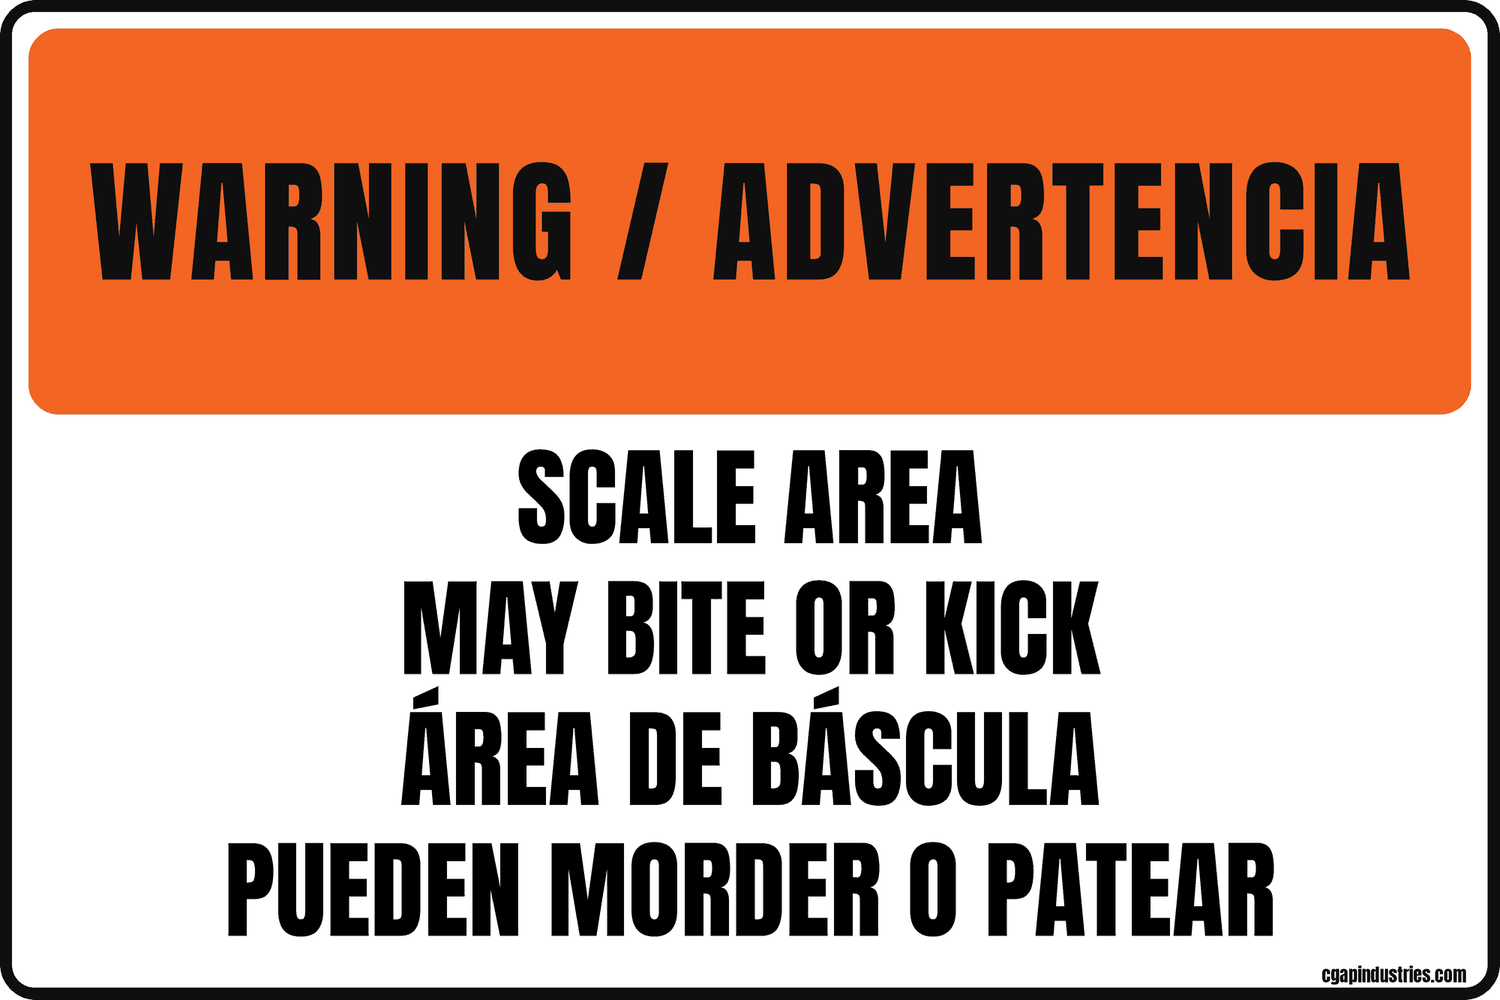 WARNING / ADVERTENCIA
SCALE AREA
MAY BITE OR KICK
ÁREA DE BÁSCULA
PUEDEN MORDER O PATEAR
cgapindustries.com